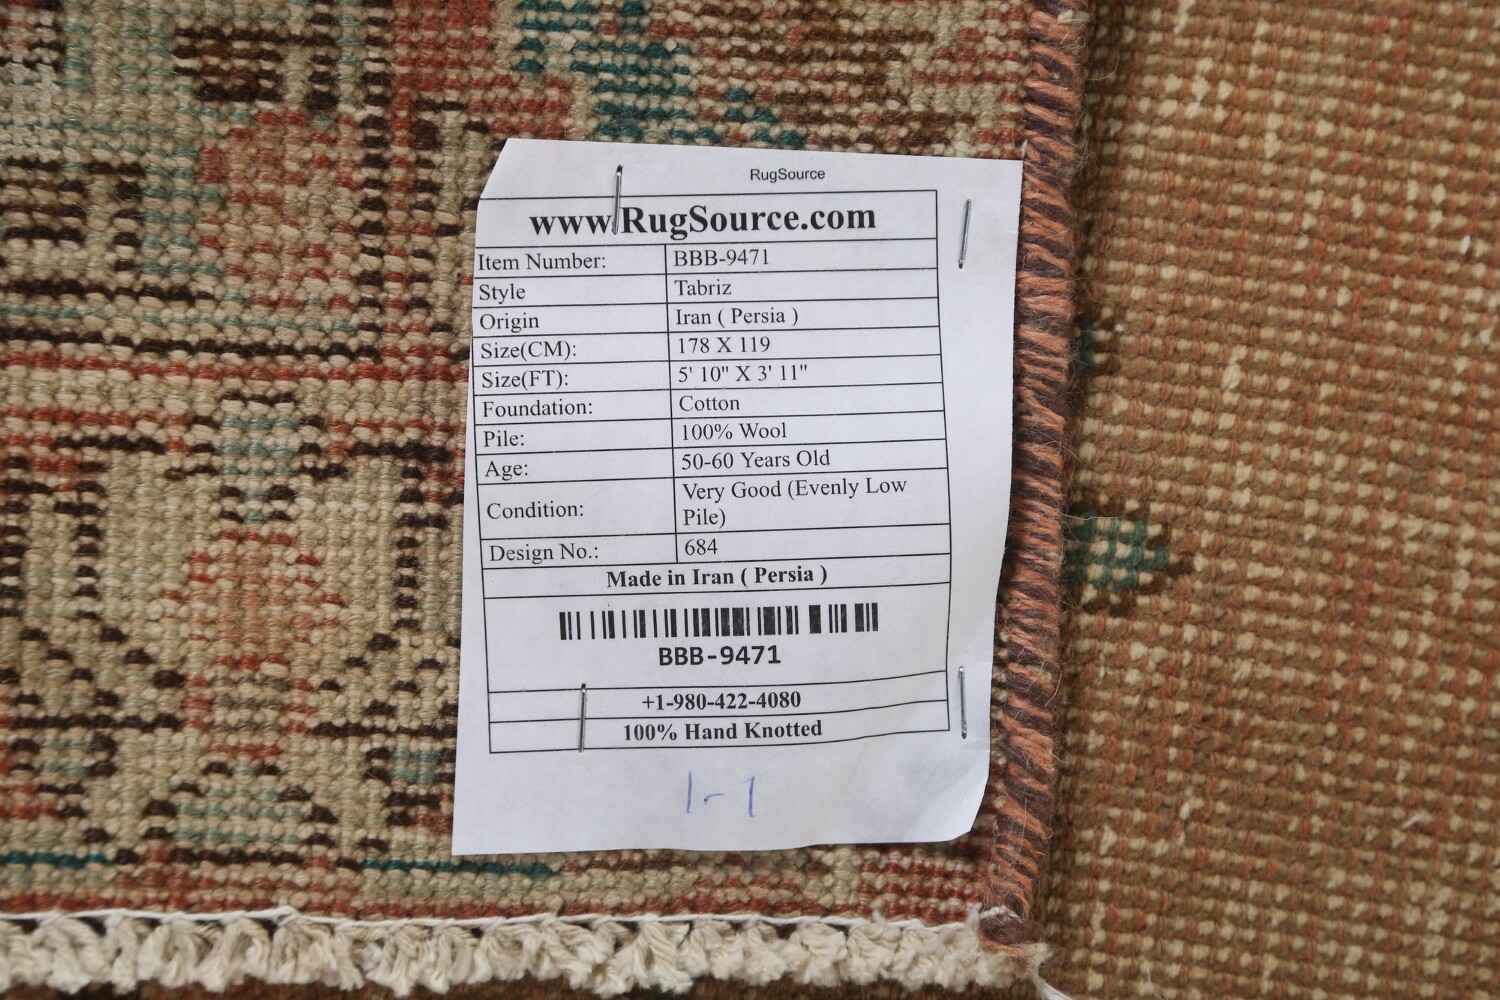 RugSource
www.RugSource.com
Item Number: BBB-9471
Style Tabriz
Origin Iran ( Persia )
Size(CM): 178 X 119
Size(FT): 5' 10" X 3' 11"
Foundation: Cotton
Pile: 100% Wool
Age: 50-60 Years Old
Condition: Very Good (Evenly Low
Pile)
Design No.: 684
Made in Iran ( Persia )
BBB-9471
+1-980-422-4080
100% Hand Knotted
1-1